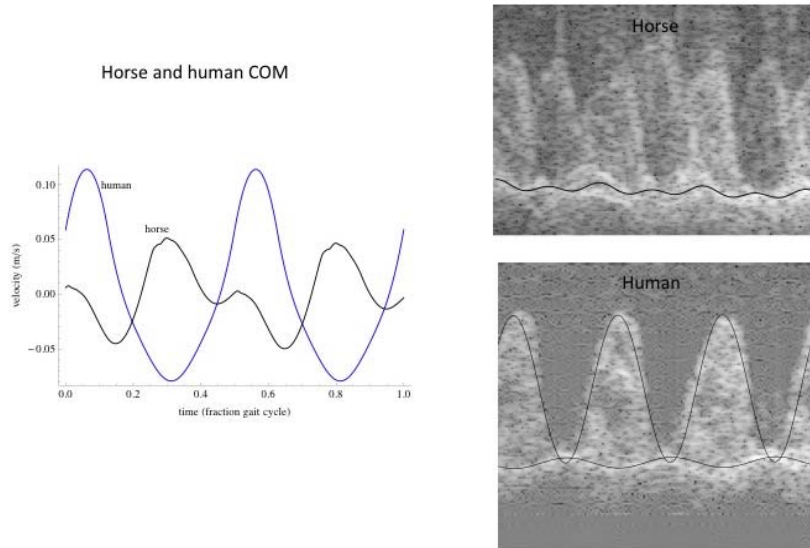 Horse and human COM
velocity (m/s)
0.10
0.05
0.00
−0.05
human
horse
0.0
0.2
0.4
0.6
0.8
1.0
time (fraction gait cycle)
Horse
Human